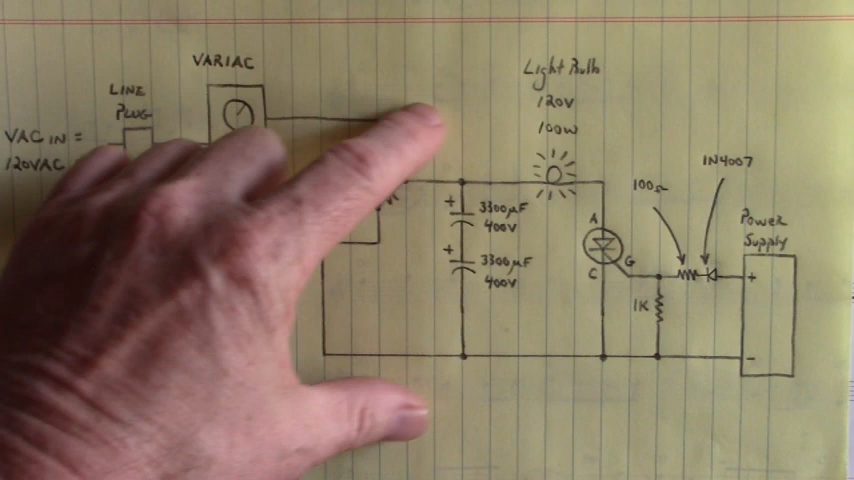 VARIAC
LINE
PLUG
VAC IN =
120VAC
Light Bulb
120V
100W
1N4007
100Ω
Power
Supply
+
3300µF
400V
A
+
3300µF
400V
C
G
1K
+
-